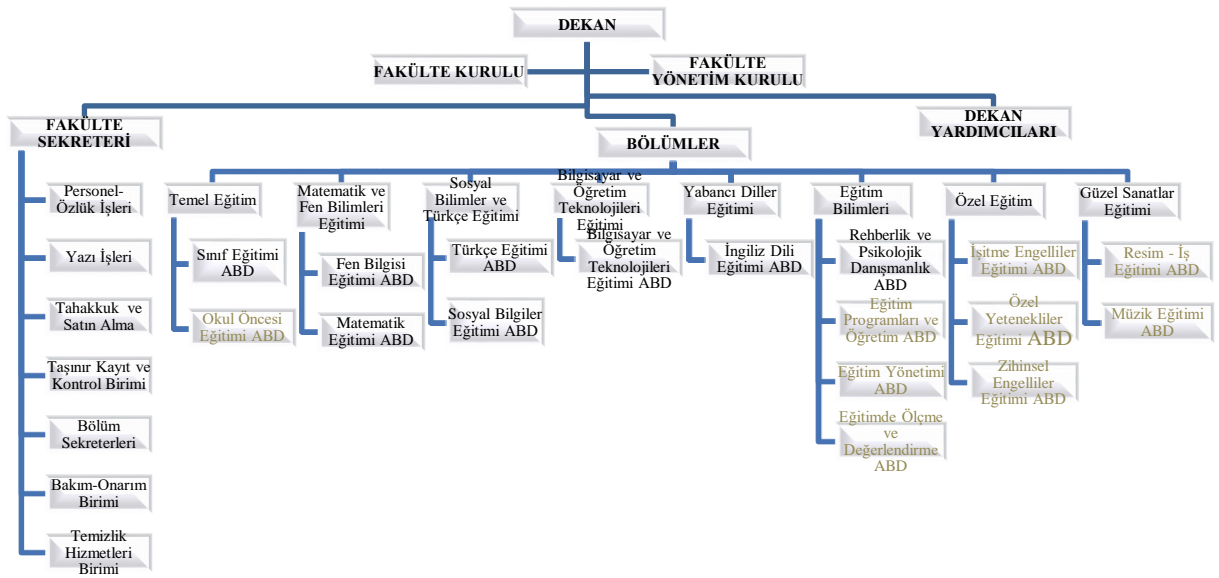 DEKAN
FAKÜLTE KURULU
FAKÜLTE
YÖNETİM KURULU
FAKÜLTE
SEKRETERİ
DEKAN
YARDIMCILARI
BÖLÜMLER
Personel-
Özlük İşleri
Yazı İşleri
Tahakkuk ve
Satın Alma
Taşınır Kayıt ve
Kontrol Birimi
Bölüm
Sekreterleri
Bakım-Onarım
Birimi
Temizlik
Hizmetleri
Birimi
Temel Eğitim
Sınıf Eğitimi
ABD
Okul Öncesi
Eğitimi ABD
Matematik ve
Fen Bilimleri
Eğitimi
Fen Bilgisi
Eğitimi ABD
Matematik
Eğitimi ABD
Sosyal
Bilimler ve
Türkçe Eğitimi
Türkçe Eğitimi
ABD
Sosyal Bilgiler
Eğitimi ABD
Bilgisayar ve
Öğretim
Teknolojileri
Eğitimi
Bilgisayar ve
Öğretim
Teknolojileri
Eğitimi ABD
Yabancı Diller
Eğitimi
İngiliz Dili
Eğitimi ABD
Eğitim
Bilimleri
Rehberlik ve
Psikolojik
Danışmanlık
ABD
Eğitim
Programları ve
Öğretim ABD
Eğitim Yönetimi
ABD
Eğitimde Ölçme
ve
Değerlendirme
ABD
Özel Eğitim
İşitme Engelliler
Eğitimi ABD
Özel
Yetenekliler
Eğitimi ABD
Zihinsel
Engelliler
Eğitimi ABD
Güzel Sanatlar
Eğitimi
Resim - İş
Eğitimi ABD
Müzik Eğitimi
ABD